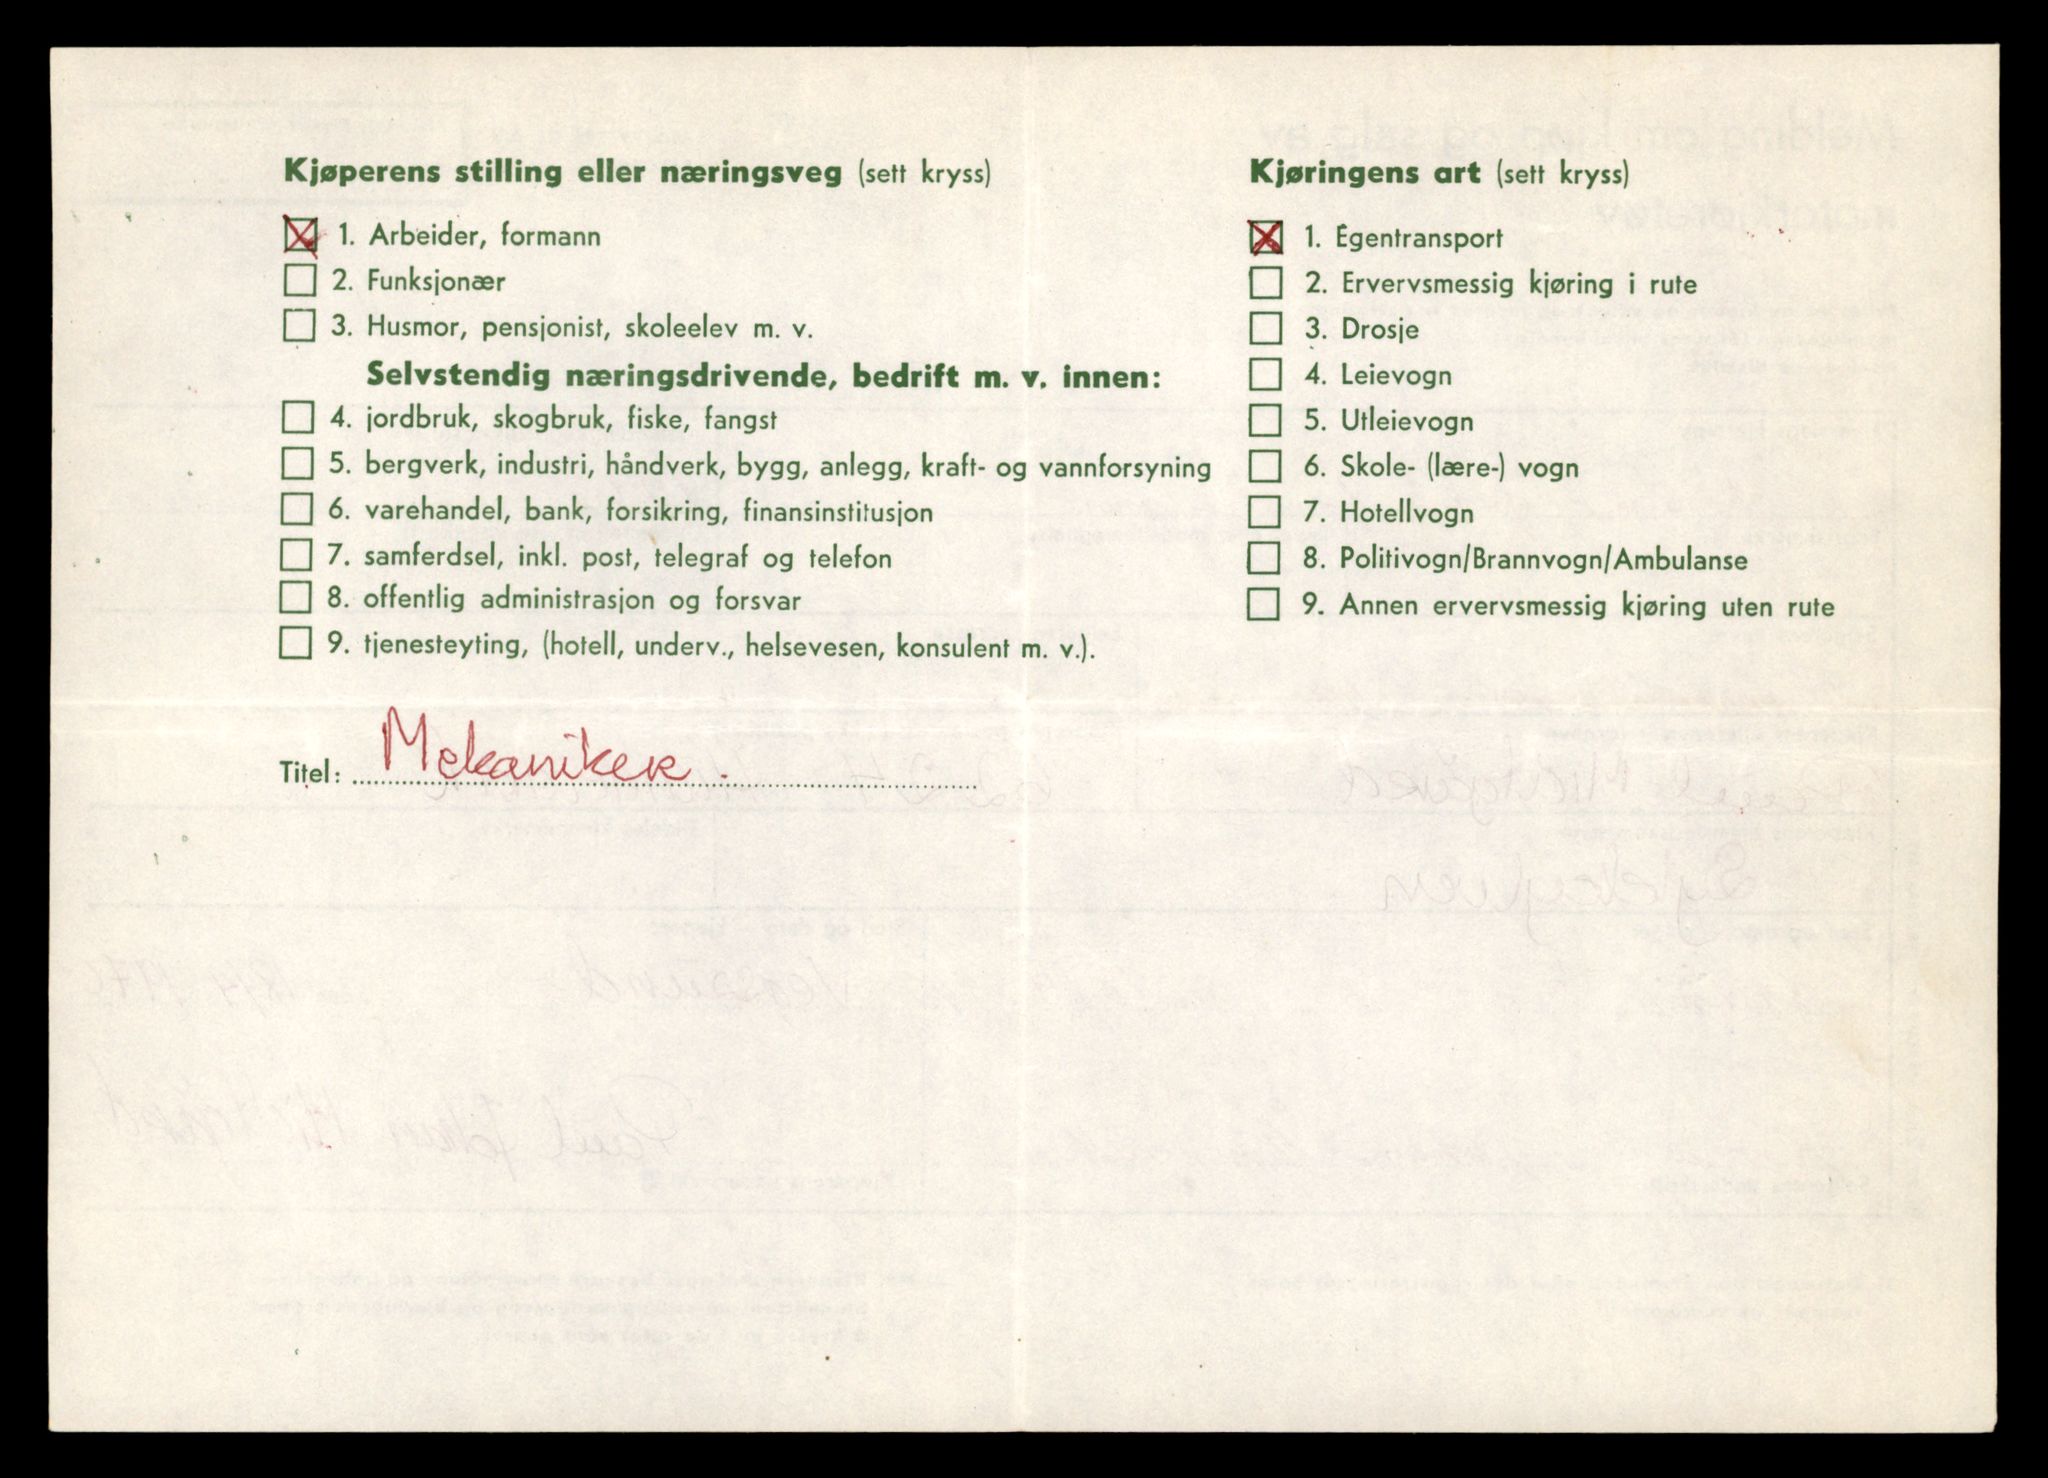 Kjøperens stilling eller næringsveg (sett kryss)
1. Arbeider, formann
2. Funksjonær
3. Husmor, pensjonist, skoleelev m. v.
Selvstendig næringsdrivende, bedrift m. v. innen:
4. jordbruk, skogbruk, fiske, fangst
5. bergverk, industri, håndverk, bygg, anlegg, kraft- og vannforsyning
6. varehandel, bank, forsikring, finansinstitusjon
7. samferdsel, inkl. post, telegraf og telefon
8. offentlig administrasjon og forsvar
9. tjenesteyting, (hotell, underv., helsevesen, konsulent m. v.).
Titel: Mekaniker.
Kjøringens art (sett kryss)
1. Egentransport
2. Ervervsmessig kjøring i rute
3. Drosje
4. Leievogn
5. Utleievogn
6. Skole- (lære-) vogn
7. Hotellvogn
8. Politivogn/Brannvogn/Ambulanse
9. Annen ervervsmessig kjøring uten rute